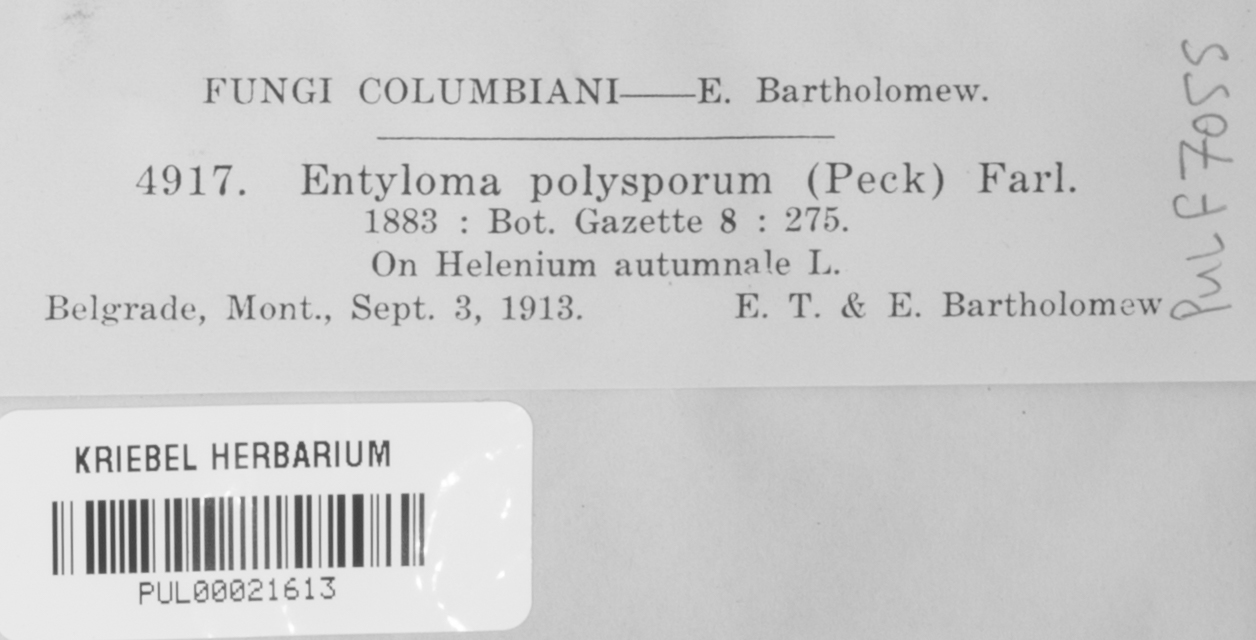 FUNGI COLUMBIANI——E. Bartholomew.
4917. Entyloma polysporum (Peck) Farl.
1883 : Bot. Gazette 8 : 275.
On Helenium autumnale L.
Belgrade, Mont., Sept. 3, 1913. E. T. & E. Bartholomew
PUL F7055
KRIEBEL HERBARIUM
PUL00021613